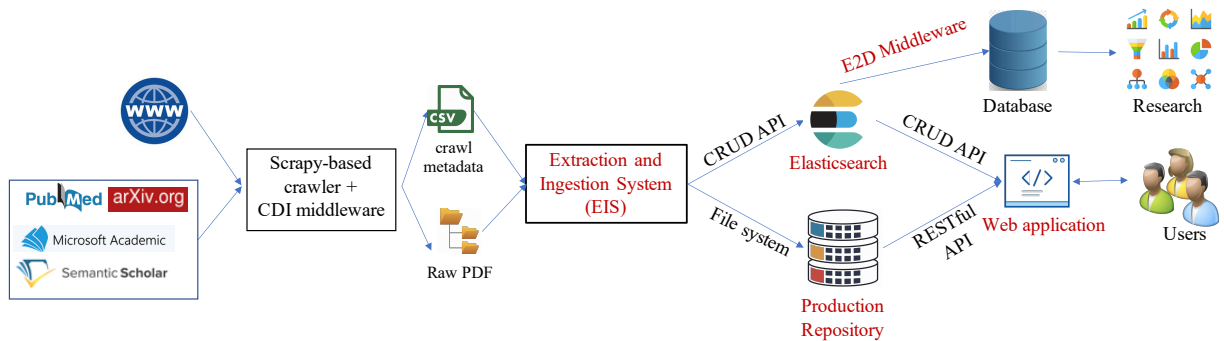 WWW
PubMed
arXiv.org
Microsoft Academic
Semantic Scholar
Scrapy-based
crawler +
CDI middleware
CSV
crawl
metadata
Raw PDF
Extraction and
Ingestion System
(EIS)
CRUD API
File system
Elasticsearch
Production
Repository
E2D Middleware
Database
Research
CRUD API
RESTful
API
</>
Web application
Users